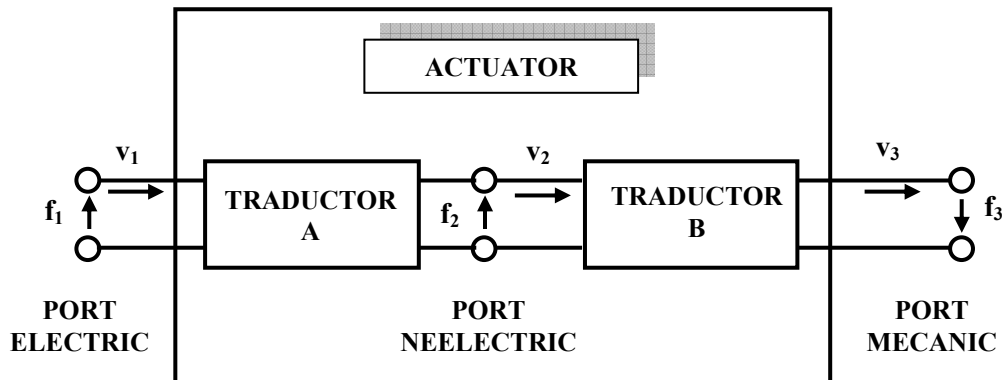 ACTUATOR
v₁
v₂
v₃
f₁
TRADUCTOR
A
f₂
TRADUCTOR
B
f₃
PORT
ELECTRIC
PORT
NEELECTRIC
PORT
MECANIC